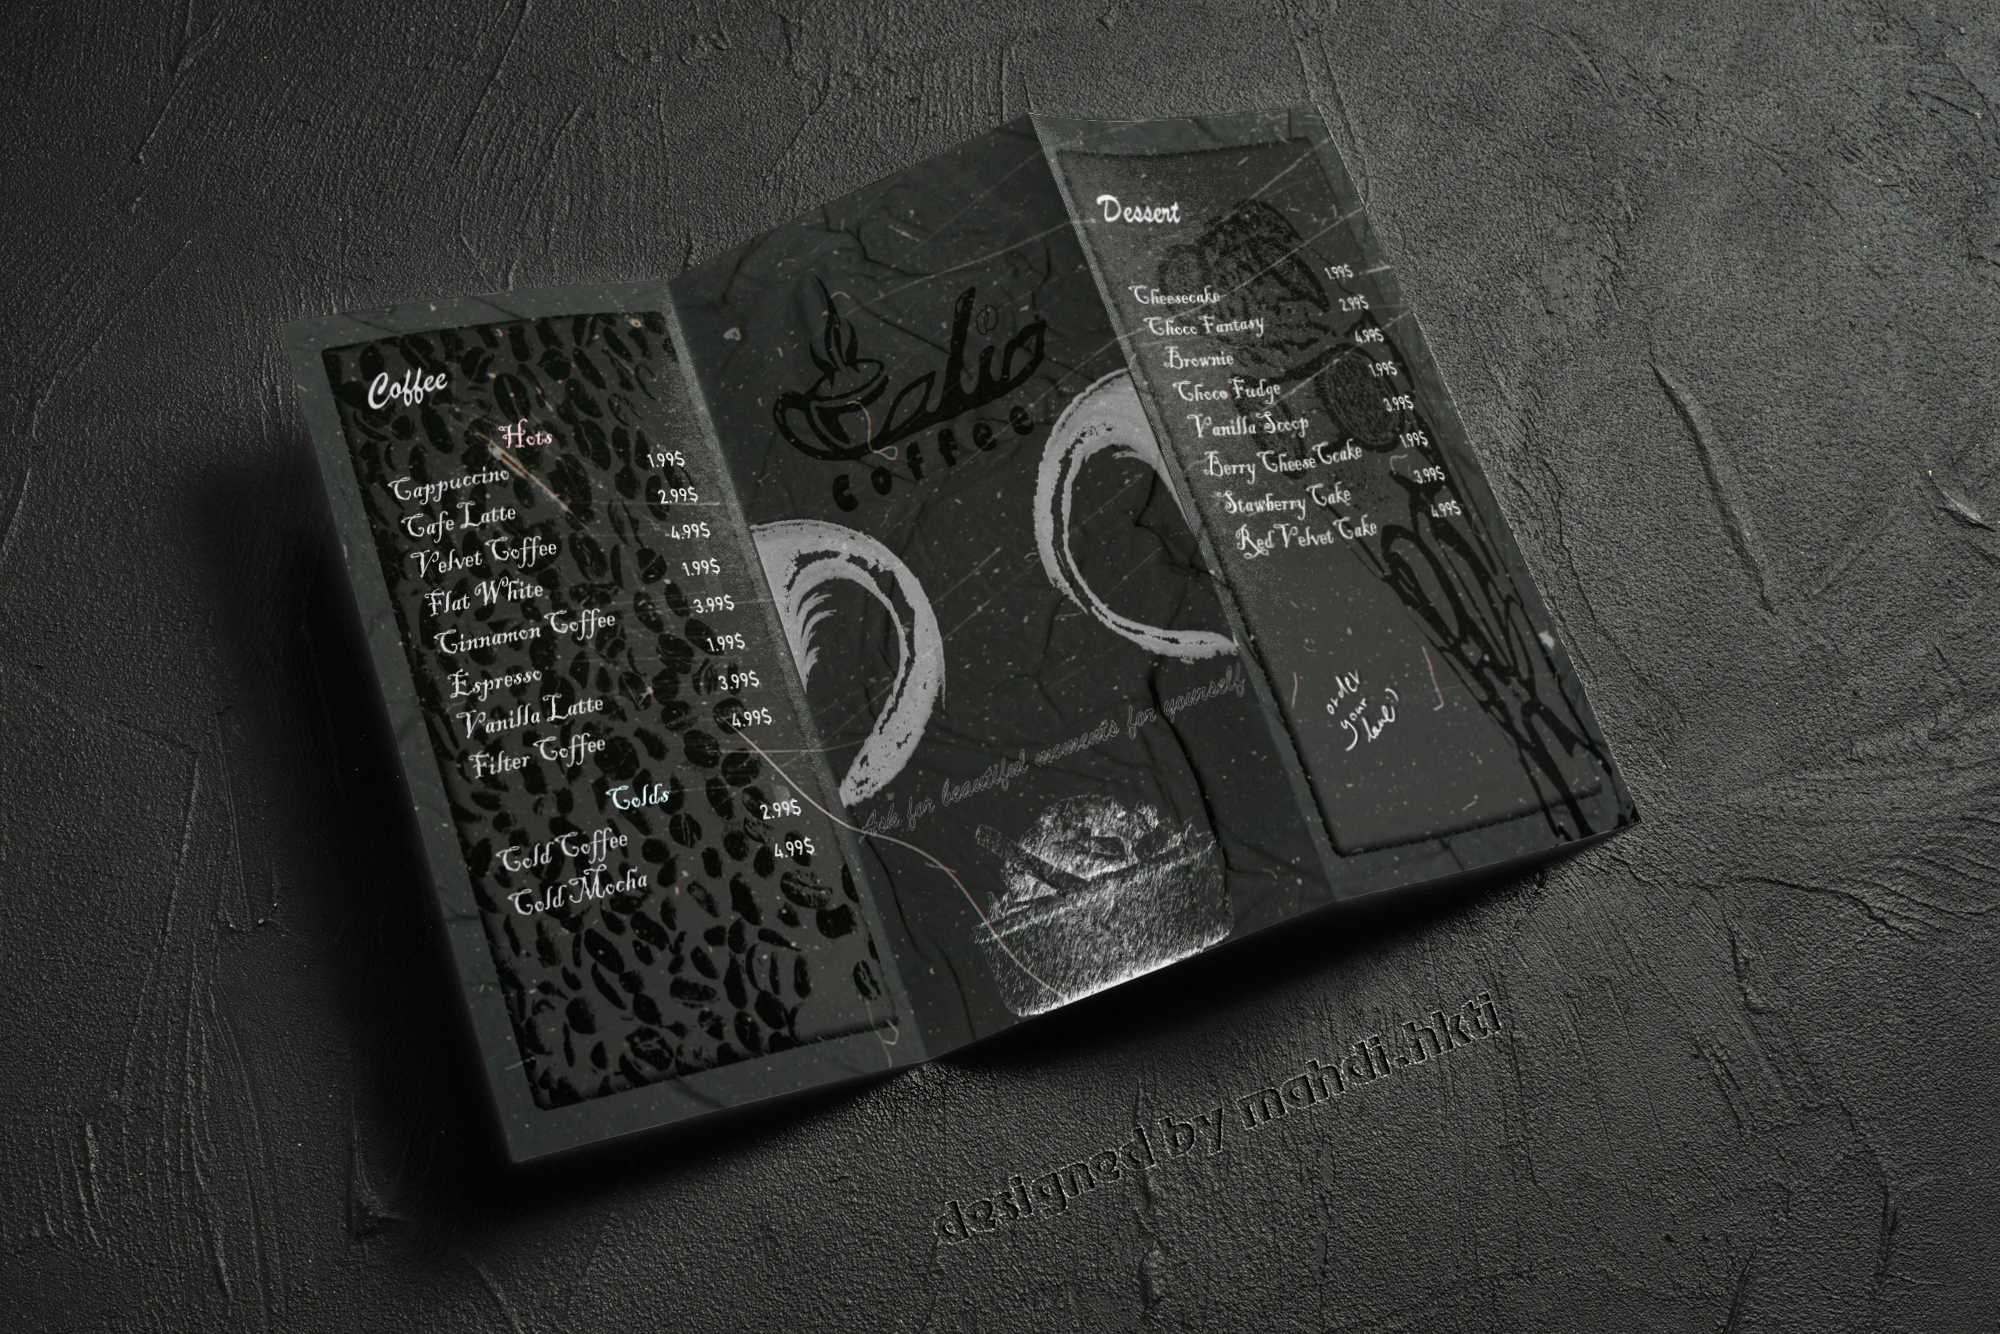 Coffee
Hots
Cappuccino 1.99$
Cafe Latte 2.99$
Velvet Coffee 4.99$
Flat White 1.99$
Cinnamon Coffee 3.99$
Espresso 1.99$
Vanilla Latte 3.99$
Filter Coffee 4.99$
Colds
Cold Coffee 2.99$
Cold Mocha 4.99$
coffee
Ask for beautiful moments for yourself
Dessert
Cheesecake 1.99$
Choco Fantasy 2.99$
Brownie 4.99$
Choco Fudge 1.99$
Vanilla Scoop 3.99$
Berry Cheese Ccake 1.99$
Stawberry Cake 3.99$
Red Velvet Cake 4.99$
order
your
designed by mahdi.hkti